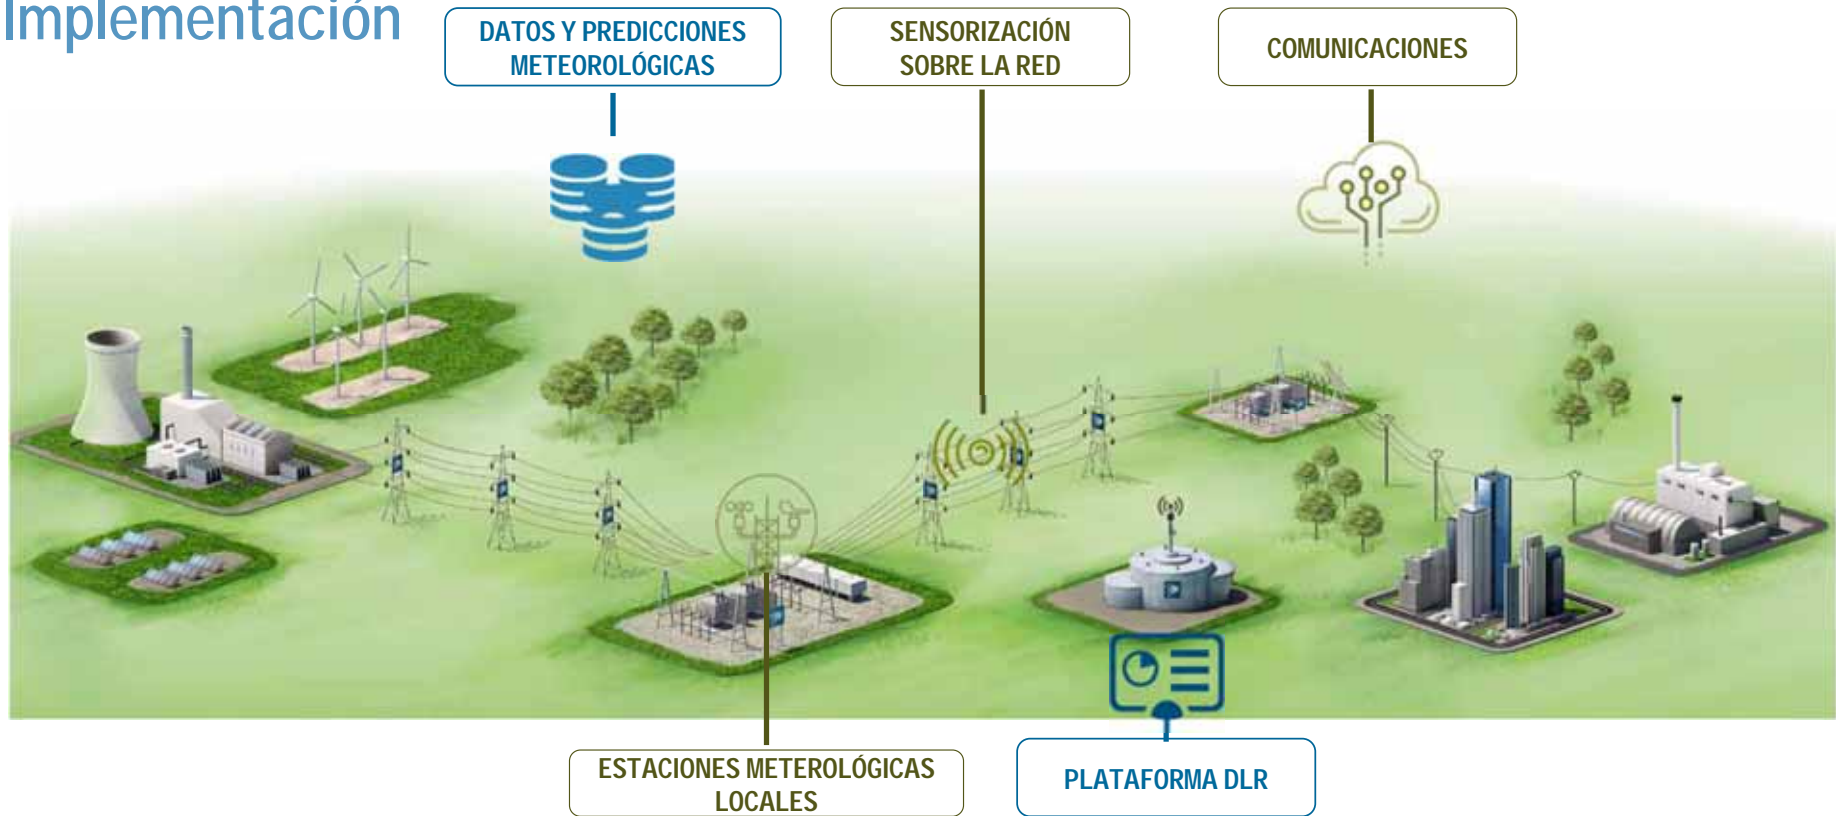 Implementación
DATOS Y PREDICCIONES
METEOROLÓGICAS
SENSORIZACIÓN
SOBRE LA RED
COMUNICACIONES
ESTACIONES METEROLÓGICAS
LOCALES
PLATAFORMA DLR